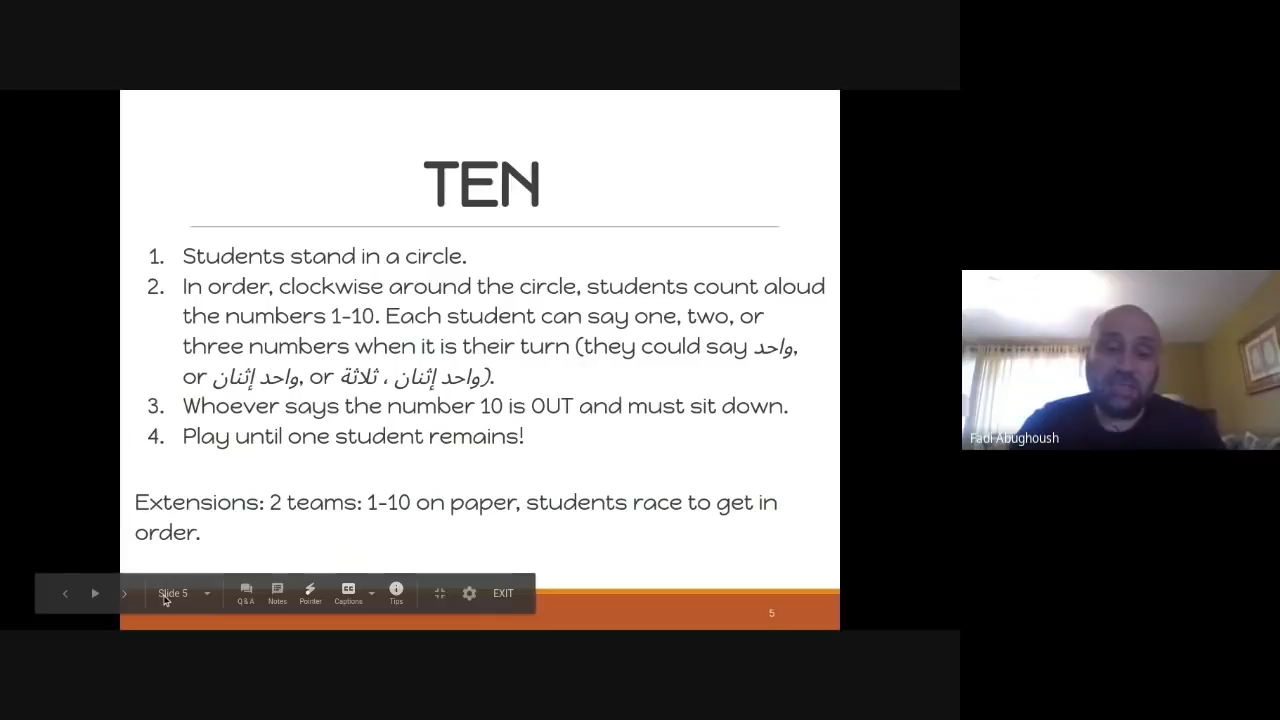 TEN
1. Students stand in a circle.
2. In order, clockwise around the circle, students count aloud
the numbers 1-10. Each student can say one, two, or
three numbers when it is their turn (they could say واحد,
or واحد إثنان, or واحد إثنان ، ثلاثة).
3. Whoever says the number 10 is OUT and must sit down.
4. Play until one student remains!
Extensions: 2 teams: 1-10 on paper, students race to get in
order.
Slide 5
Q&A
Notes
Pointer
CC
Captions
Tips
EXIT
5
Fadi Abughoush